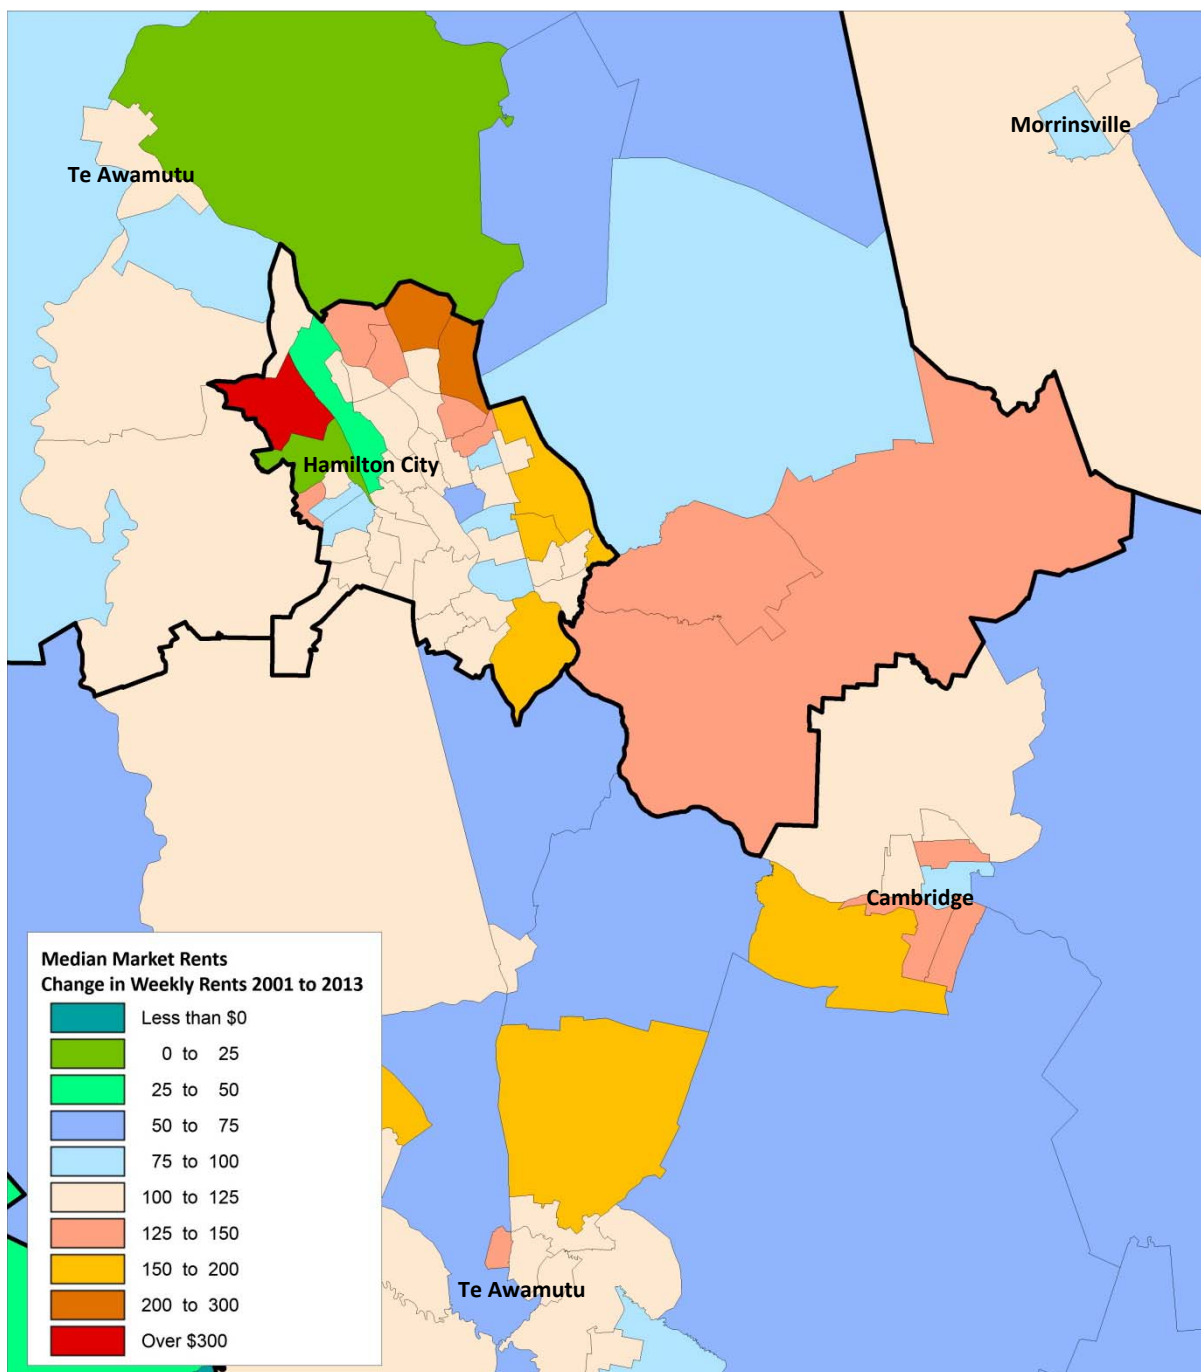 Morrinsville
Te Awamutu
Hamilton City
Cambridge
Median Market Rents
Change in Weekly Rents 2001 to 2013
Less than $0
0 to 25
25 to 50
50 to 75
75 to 100
100 to 125
125 to 150
150 to 200
200 to 300
Over $300
Te Awamutu